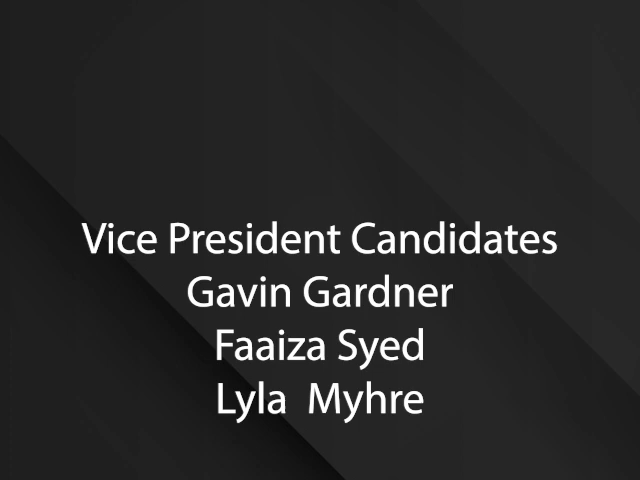 Vice President Candidates
Gavin Gardner
Faaiza Syed
Lyla  Myhre